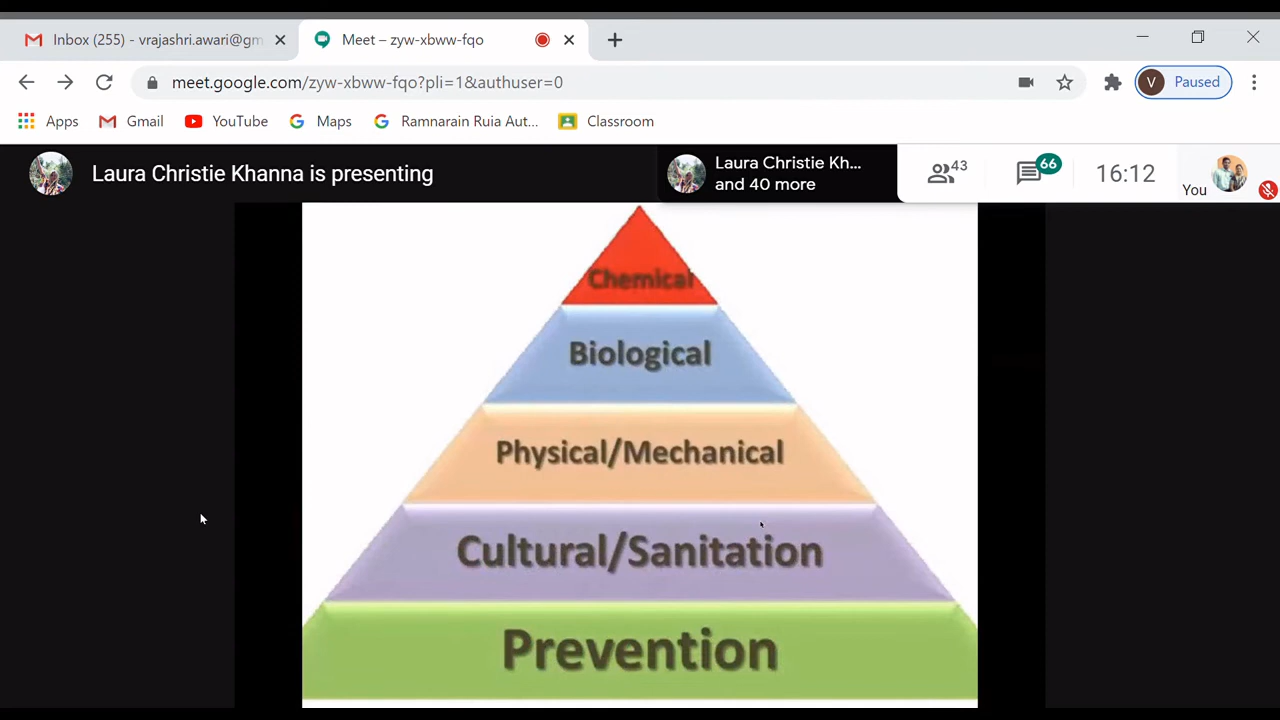 Inbox (255) - vrajashri.awari@gm
Meet – zyw-xbww-fqo
meet.google.com/zyw-xbww-fqo?pli=1&authuser=0
V
Paused
Apps
Gmail
YouTube
Maps
Ramnarain Ruia Aut...
Classroom
Laura Christie Khanna is presenting
Laura Christie Kh...
and 40 more
43
66
16:12
You
Chemical
Biological
Physical/Mechanical
Cultural/Sanitation
Prevention